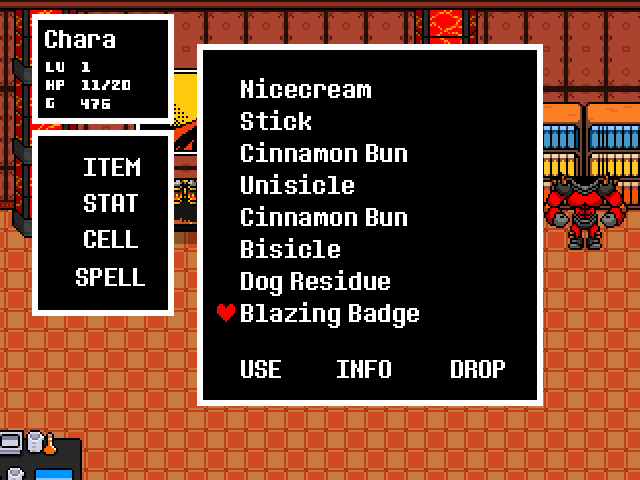 Chara
LV 1
HP 11/20
G 476
ITEM
STAT
CELL
SPELL
Nicecream
Stick
Cinnamon Bun
Unisicle
Cinnamon Bun
Bisicle
Dog Residue
Blazing Badge
USE INFO DROP